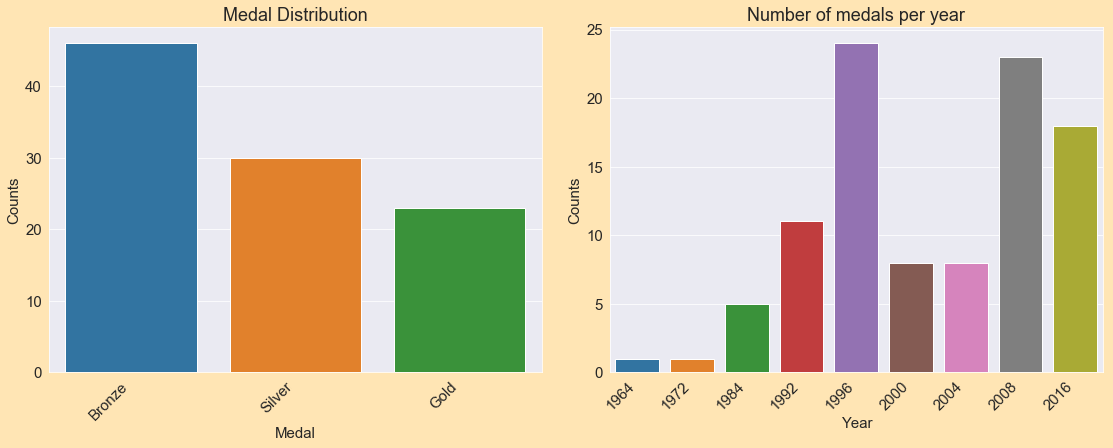 Medal Distribution
Counts
40
30
20
10
0
Bronze
Silver
Gold
Medal
Number of medals per year
Counts
25
20
15
10
5
0
1964
1972
1984
1992
1996
2000
2004
2008
2016
Year